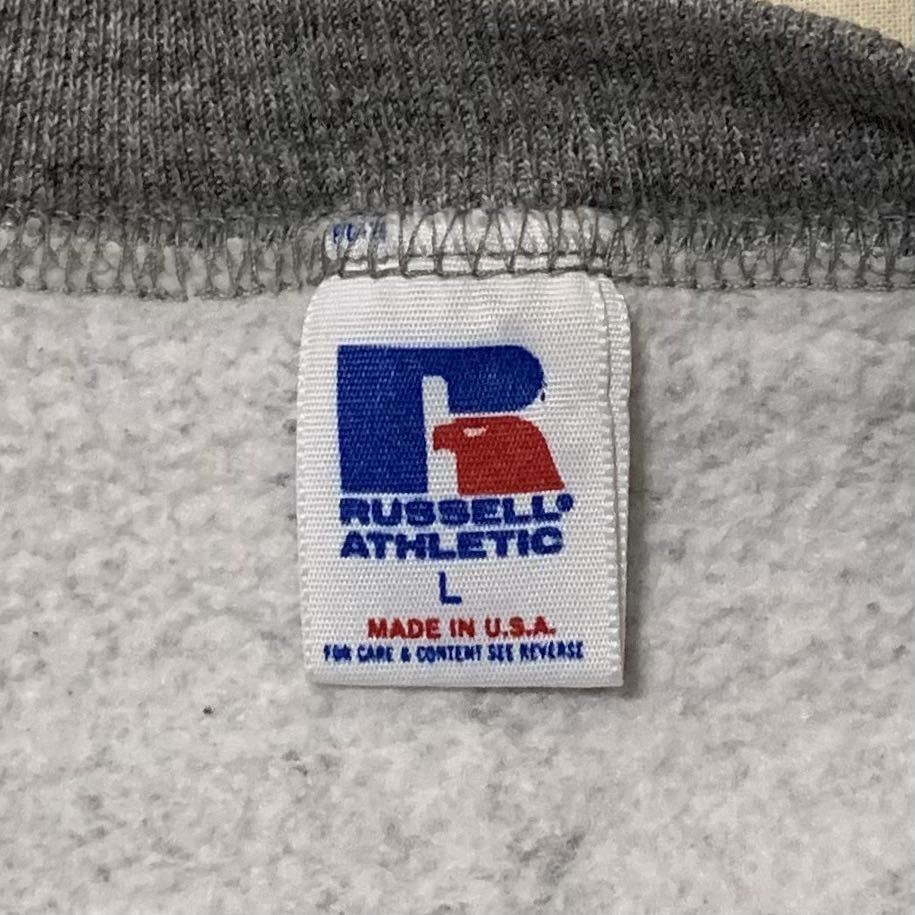 RUSSELL®
ATHLETIC
L
MADE IN U.S.A.
FOR CARE & CONTENT SEE REVERSE